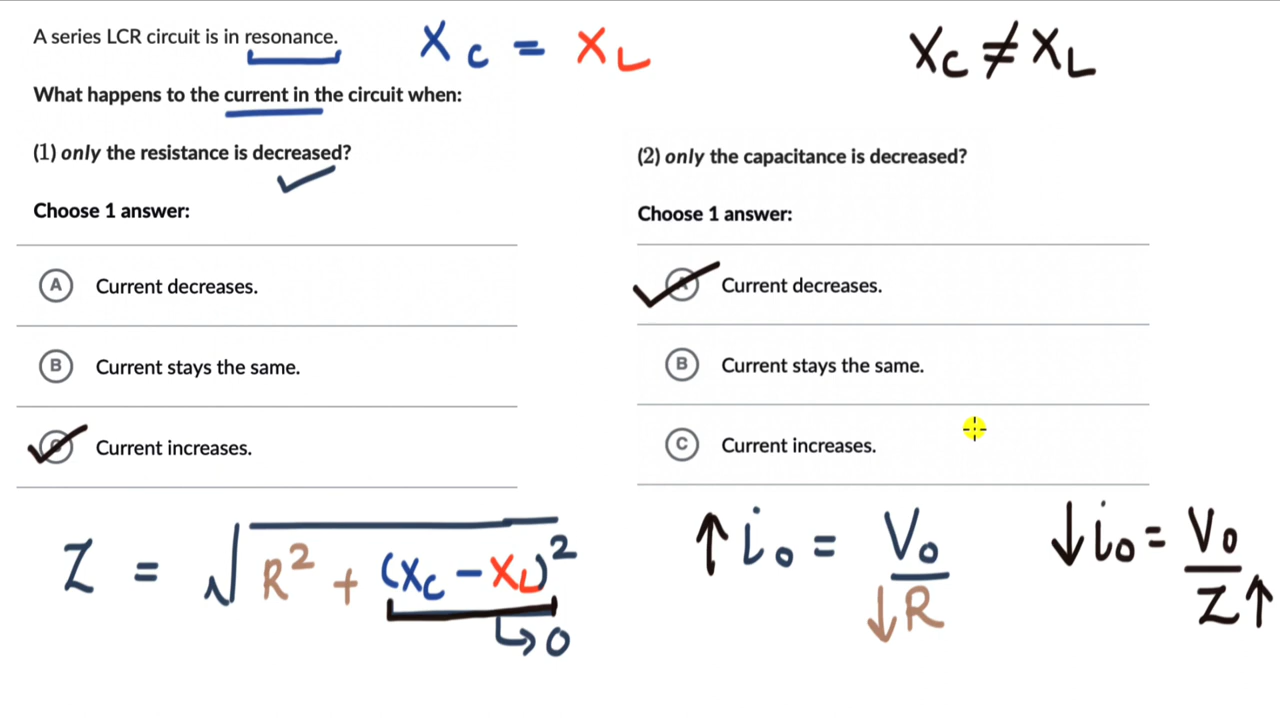 A series LCR circuit is in resonance.
X_C = X_L
X_C ≠ X_L
What happens to the current in the circuit when:
(1) only the resistance is decreased?
Choose 1 answer:
A Current decreases.
B Current stays the same.
Current increases.
(2) only the capacitance is decreased?
Choose 1 answer:
A Current decreases.
B Current stays the same.
C Current increases.
Z = √(R² + (X_C − X_L)²)
↳ 0
↑ i₀ = V₀ / ↓R
↓ i₀ = V₀ / Z↑